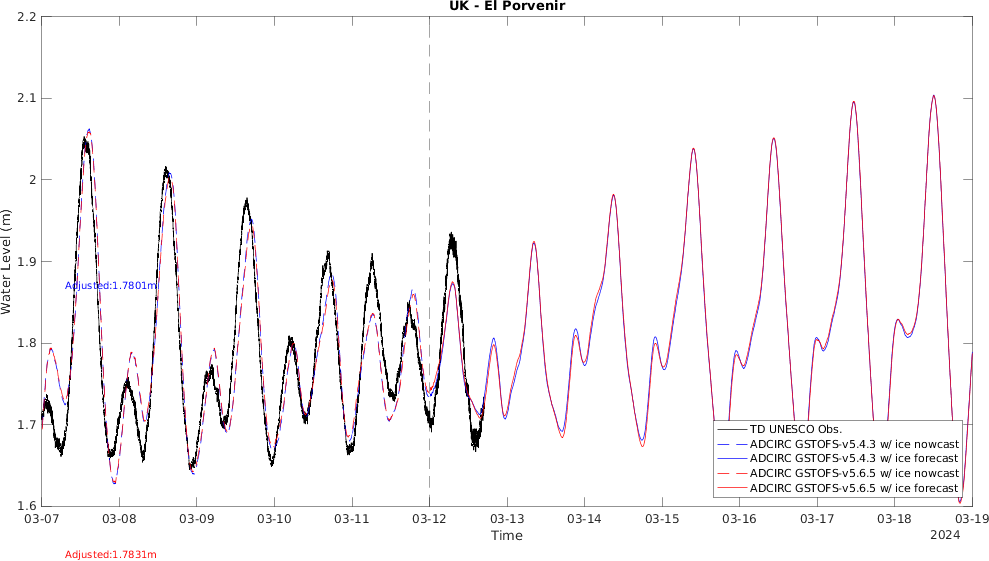 UK - El Porvenir
2.2
2.1
2
1.9
1.8
1.7
1.6
Water Level (m)
Adjusted:1.7801m
TD UNESCO Obs.
ADCIRC GSTOFS-v5.4.3 w/ ice nowcast
ADCIRC GSTOFS-v5.4.3 w/ ice forecast
ADCIRC GSTOFS-v5.6.5 w/ ice nowcast
ADCIRC GSTOFS-v5.6.5 w/ ice forecast
03-07 03-08 03-09 03-10 03-11 03-12 03-13 03-14 03-15 03-16 03-17 03-18 03-19
Time
2024
Adjusted:1.7831m